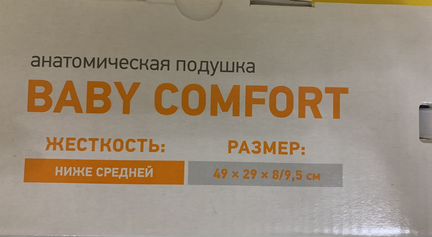 анатомическая подушка
BABY COMFORT
ЖЕСТКОСТЬ: РАЗМЕР:
НИЖЕ СРЕДНЕЙ 49 × 29 × 8/9,5 см